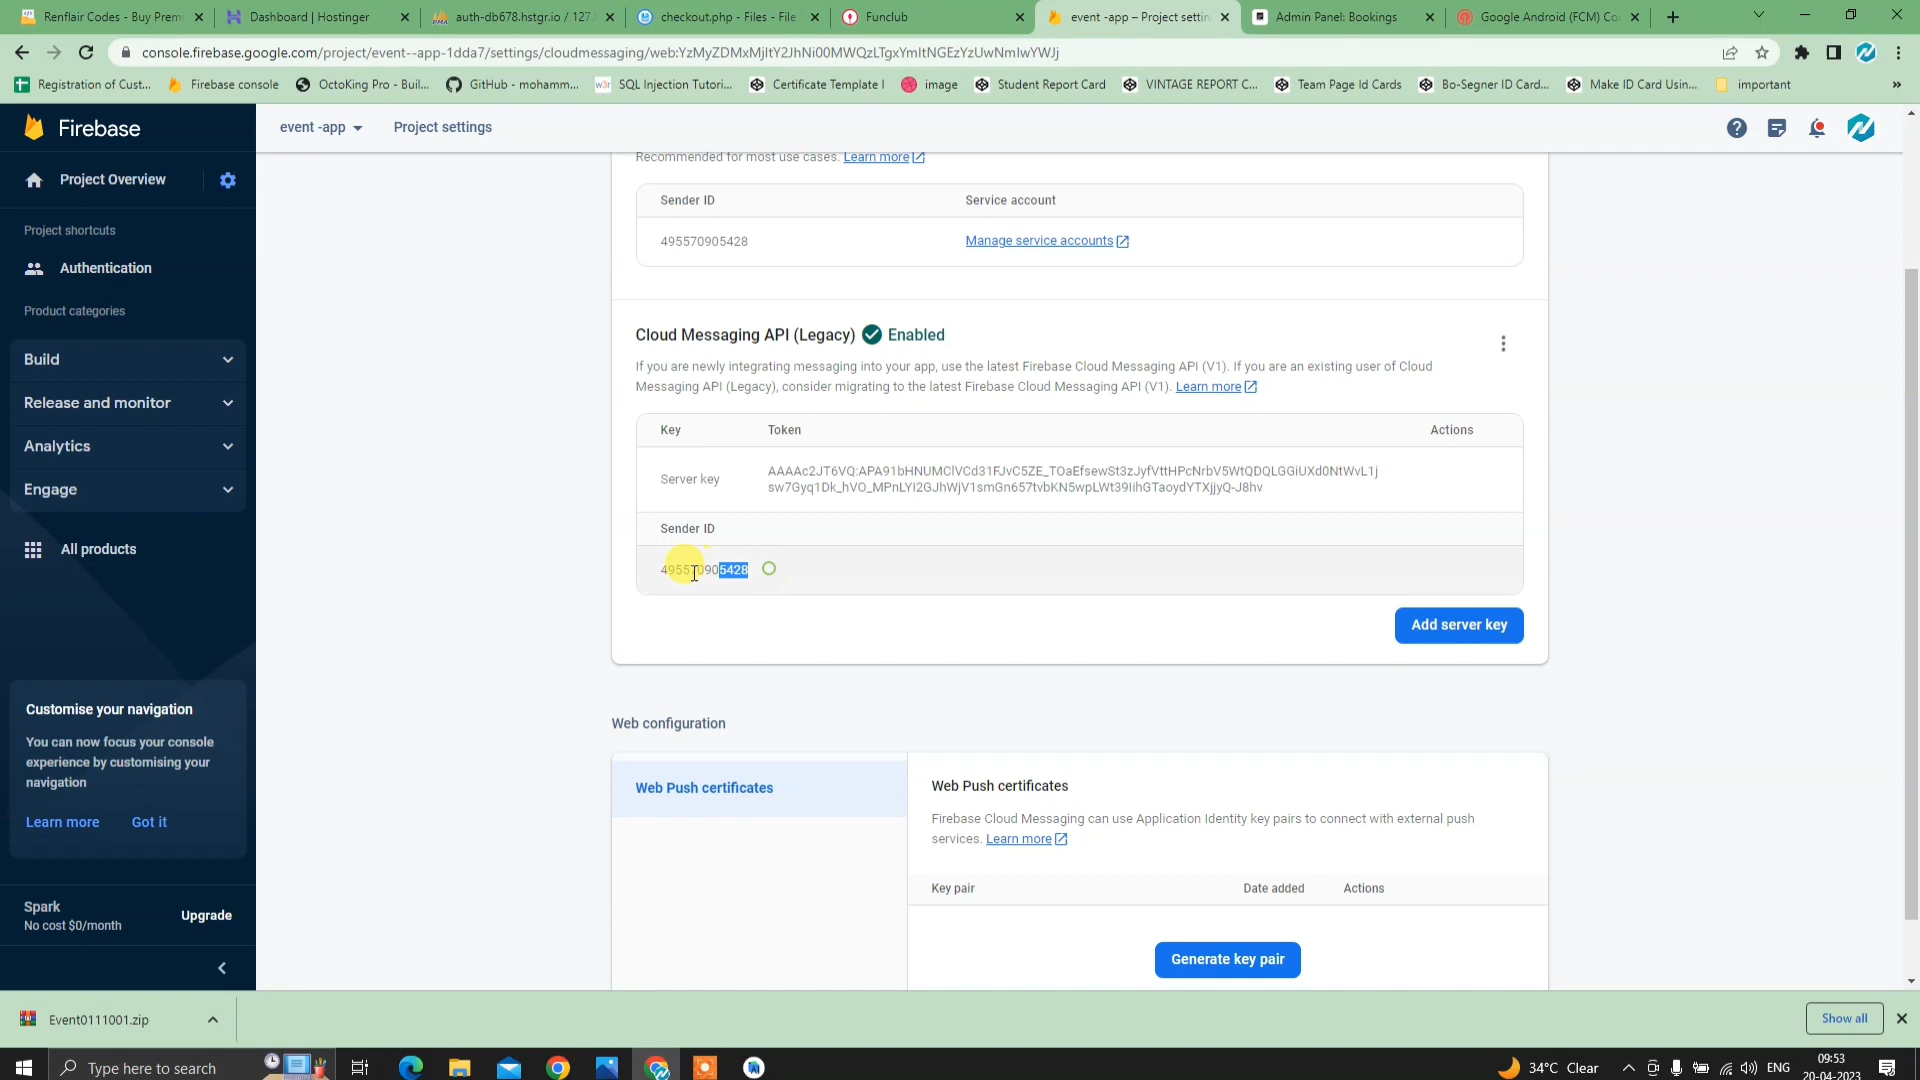 Renflair Codes - Buy Premi
Dashboard | Hostinger
auth-db678.hstgr.io / 127.
checkout.php - Files - File
Funclub
event -app – Project settin
Admin Panel: Bookings
Google Android (FCM) Co
console.firebase.google.com/project/event--app-1dda7/settings/cloudmessaging/web:YzMyZDMxMjItY2JhNi00MWQzLTgxYmItNGEzYzUwNmIwYWJj
Registration of Cust...
Firebase console
OctoKing Pro - Buil...
GitHub - mohamm...
SQL Injection Tutori...
Certificate Template I
image
Student Report Card
VINTAGE REPORT C...
Team Page Id Cards
Bo-Segner ID Card...
Make ID Card Usin...
important
Firebase
event -app
Project settings
Project Overview
Project shortcuts
Authentication
Product categories
Build
Release and monitor
Analytics
Engage
All products
Customise your navigation
You can now focus your console
experience by customising your
navigation
Learn more
Got it
Spark
No cost $0/month
Upgrade
Recommended for most use cases. Learn more
Sender ID
Service account
495570905428
Manage service accounts
Cloud Messaging API (Legacy) Enabled
If you are newly integrating messaging into your app, use the latest Firebase Cloud Messaging API (V1). If you are an existing user of Cloud
Messaging API (Legacy), consider migrating to the latest Firebase Cloud Messaging API (V1). Learn more
Key
Token
Actions
Server key
AAAAc2JT6VQ:APA91bHNUMClVCd31FJvC5ZE_TOaEfsewSt3zJyfVttHPcNrbV5WtQDQLGGiUXd0NtWvL1j
sw7Gyq1Dk_hVO_MPnLYI2GJhWjV1smGn657tvbKN5wpLWt39IihGTaoydYTXjjyQ-J8hv
Sender ID
495570905428
Add server key
Web configuration
Web Push certificates
Web Push certificates
Firebase Cloud Messaging can use Application Identity key pairs to connect with external push
services. Learn more
Key pair
Date added
Actions
Generate key pair
Event0111001.zip
Show all
Type here to search
34°C Clear
ENG
09:53
20-04-2023